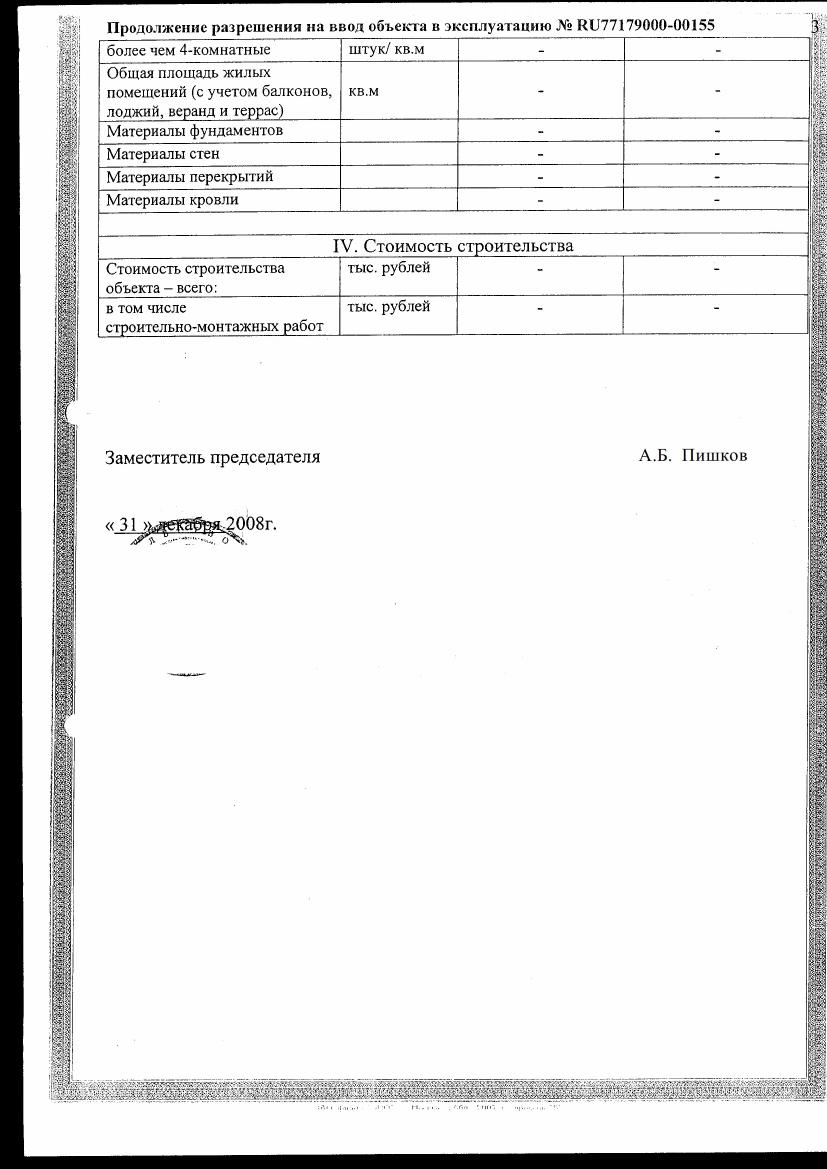 Продолжение разрешения на ввод объекта в эксплуатацию № RU77179000-00155
3
более чем 4-комнатные штук/ кв.м - -
Общая площадь жилых
помещений (с учетом балконов, кв.м - -
лоджий, веранд и террас)
Материалы фундаментов - -
Материалы стен - -
Материалы перекрытий - -
Материалы кровли - -
IV. Стоимость строительства
Стоимость строительства тыс. рублей - -
объекта – всего:
в том числе тыс. рублей - -
строительно-монтажных работ
Заместитель председателя А.Б. Пишков
« 31 » декабря 2008г.